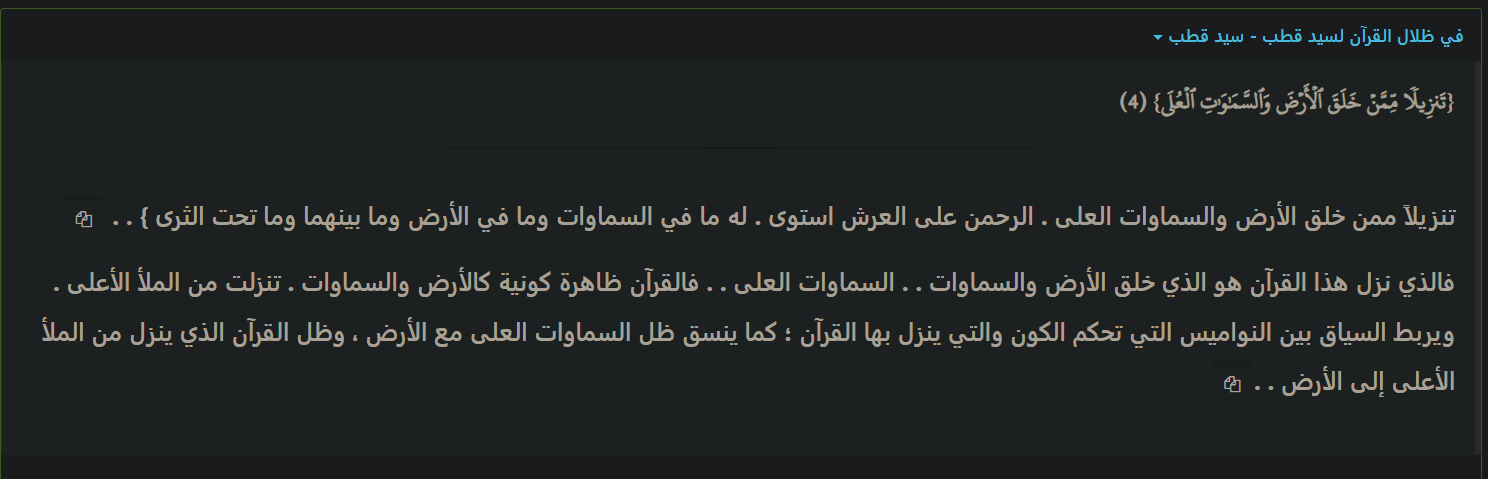 في ظلال القرآن لسيد قطب - سيد قطب
{تَنزِيلٗا مِّمَّنۡ خَلَقَ ٱلۡأَرۡضَ وَٱلسَّمَٰوَٰتِ ٱلۡعُلَى} (4)
تنزيلاً ممن خلق الأرض والسماوات العلى . الرحمن على العرش استوى . له ما في السماوات وما في الأرض وما بينهما وما تحت الثرى } . .
فالذي نزل هذا القرآن هو الذي خلق الأرض والسماوات . . السماوات العلى . . فالقرآن ظاهرة كونية كالأرض والسماوات . تنزلت من الملأ الأعلى .
ويربط السياق بين النواميس التي تحكم الكون والتي ينزل بها القرآن ؛ كما ينسق ظل السماوات العلى مع الأرض ، وظل القرآن الذي ينزل من الملأ
الأعلى إلى الأرض . .